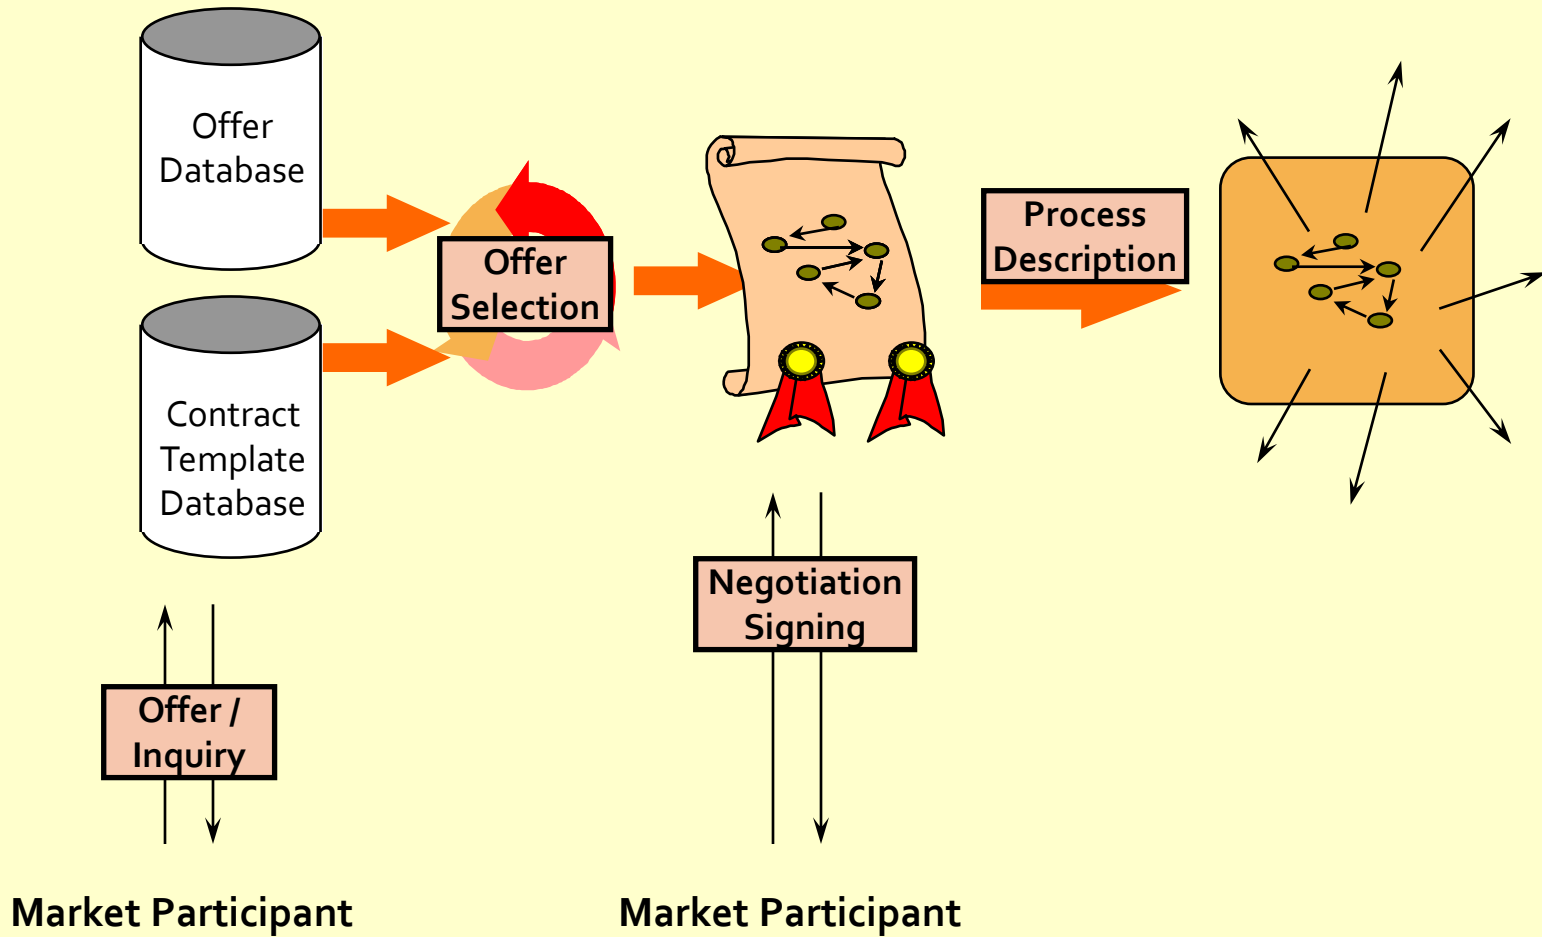 Offer
Database
Contract
Template
Database
Offer
Selection
Process
Description
Negotiation
Signing
Offer /
Inquiry
Market Participant
Market Participant